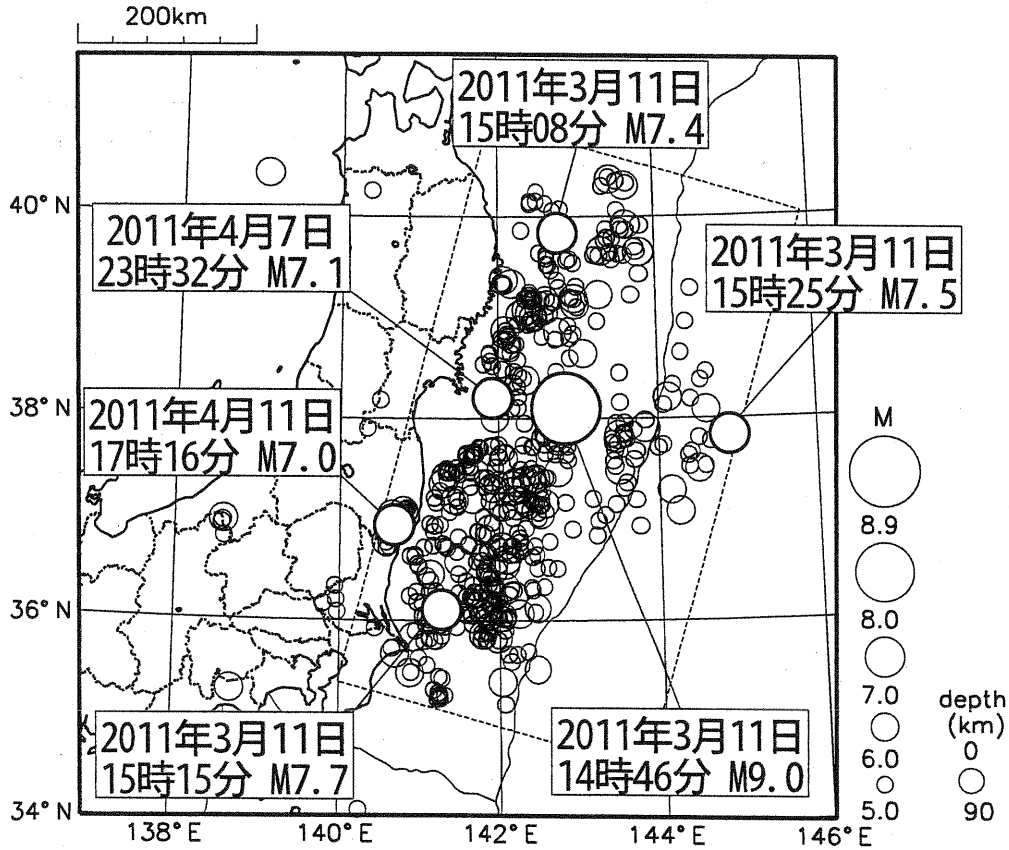 200km
2011年3月11日
15時08分 M7.4
40°N
2011年4月7日
23時32分 M7.1
2011年3月11日
15時25分 M7.5
38°N
2011年4月11日
17時16分 M7.0
M
8.9
8.0
36°N
7.0
depth
(km)
2011年3月11日
15時15分 M7.7
2011年3月11日
14時46分 M9.0
6.0
0
5.0
90
34°N
138°E
140°E
142°E
144°E
146°E